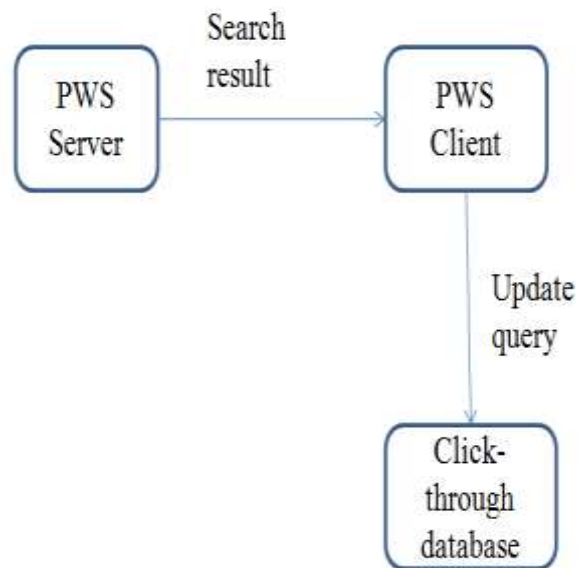 Search
result
PWS
Server
PWS
Client
Update
query
Click-
through
database